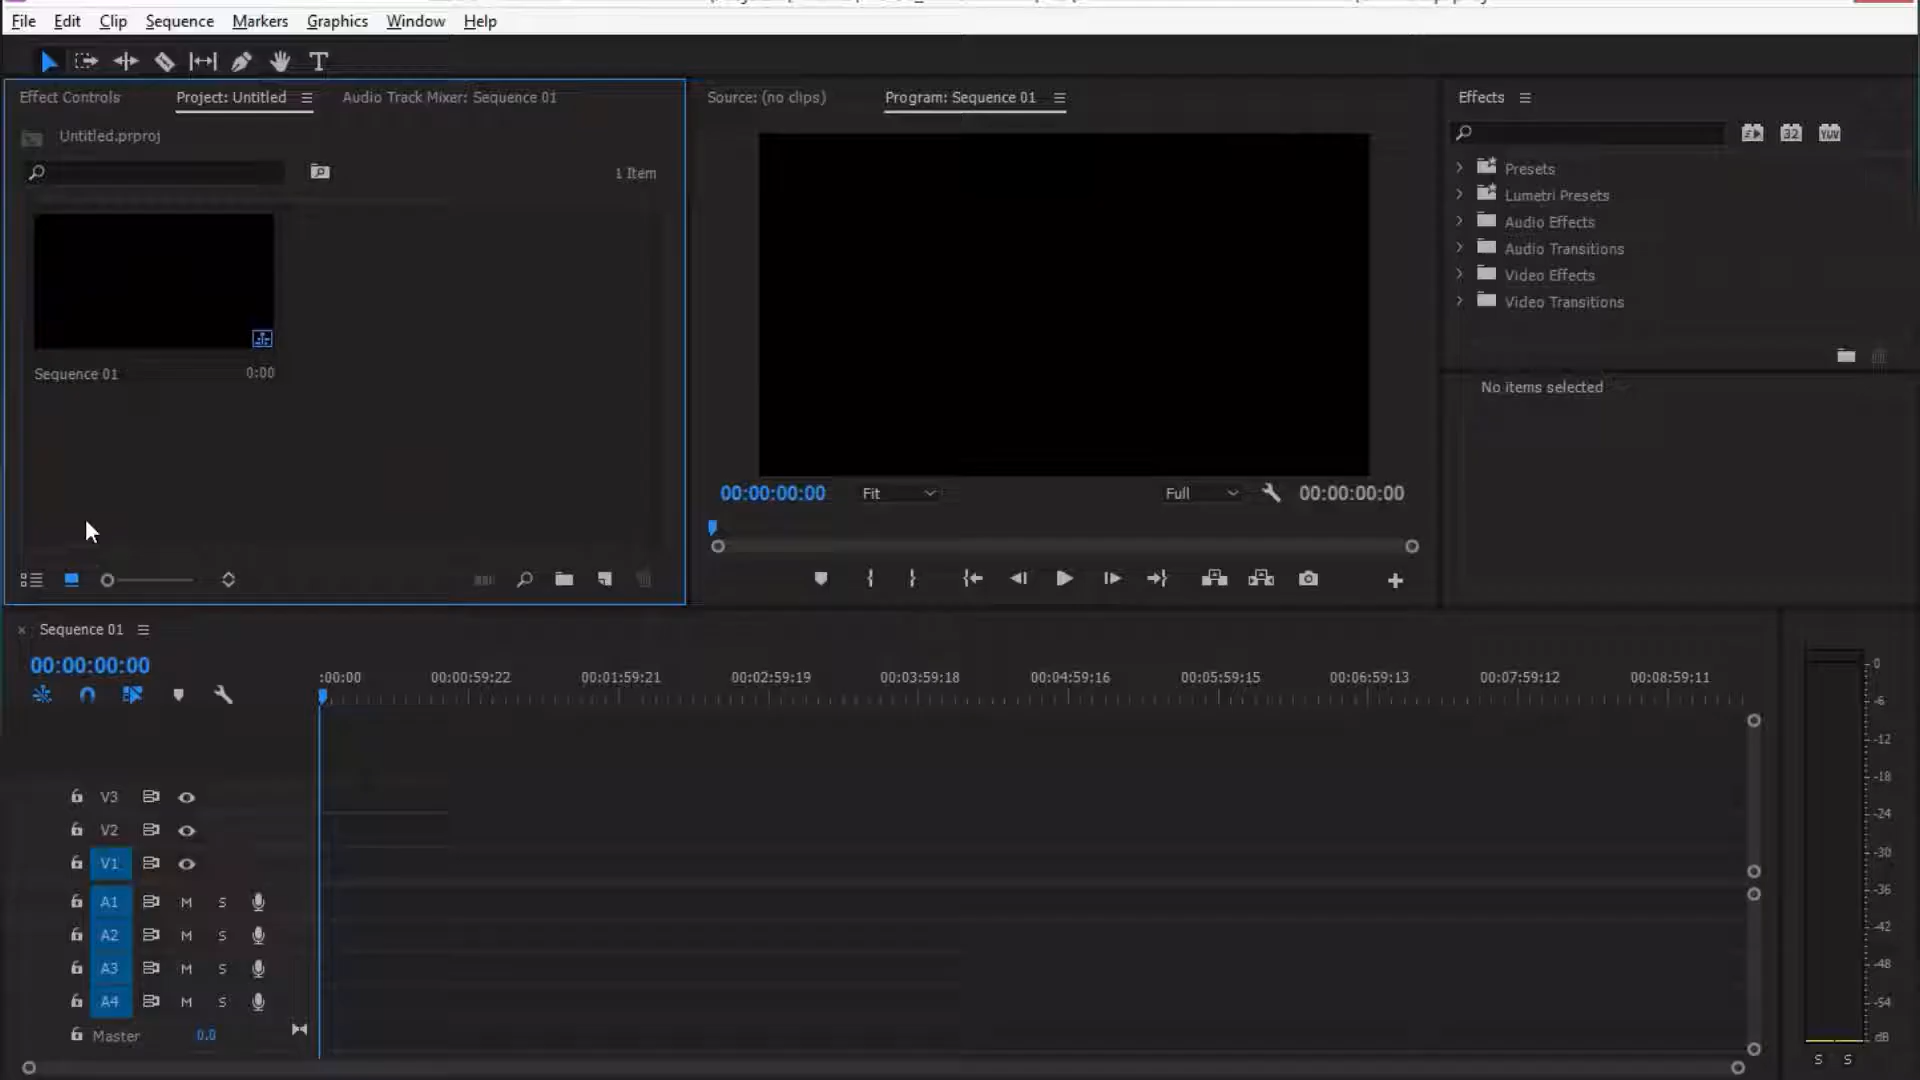 File Edit Clip Sequence Markers Graphics Window Help
T
Effect Controls Project: Untitled Audio Track Mixer: Sequence 01 Source: (no clips) Program: Sequence 01 Effects
Untitled.prproj
32 YUV
1 Item
Presets
Lumetri Presets
Audio Effects
Audio Transitions
Video Effects
Video Transitions
Sequence 01 0:00
No items selected
00:00:00:00 Fit Full 00:00:00:00
Sequence 01
00:00:00:00
:00:00 00:00:59:22 00:01:59:21 00:02:59:19 00:03:59:18 00:04:59:16 00:05:59:15 00:06:59:13 00:07:59:12 00:08:59:11
V3
V2
V1
A1 M S
A2 M S
A3 M S
A4 M S
Master 0.0
0
-6
-12
-18
-24
-30
-36
-42
-48
-54
dB
S S